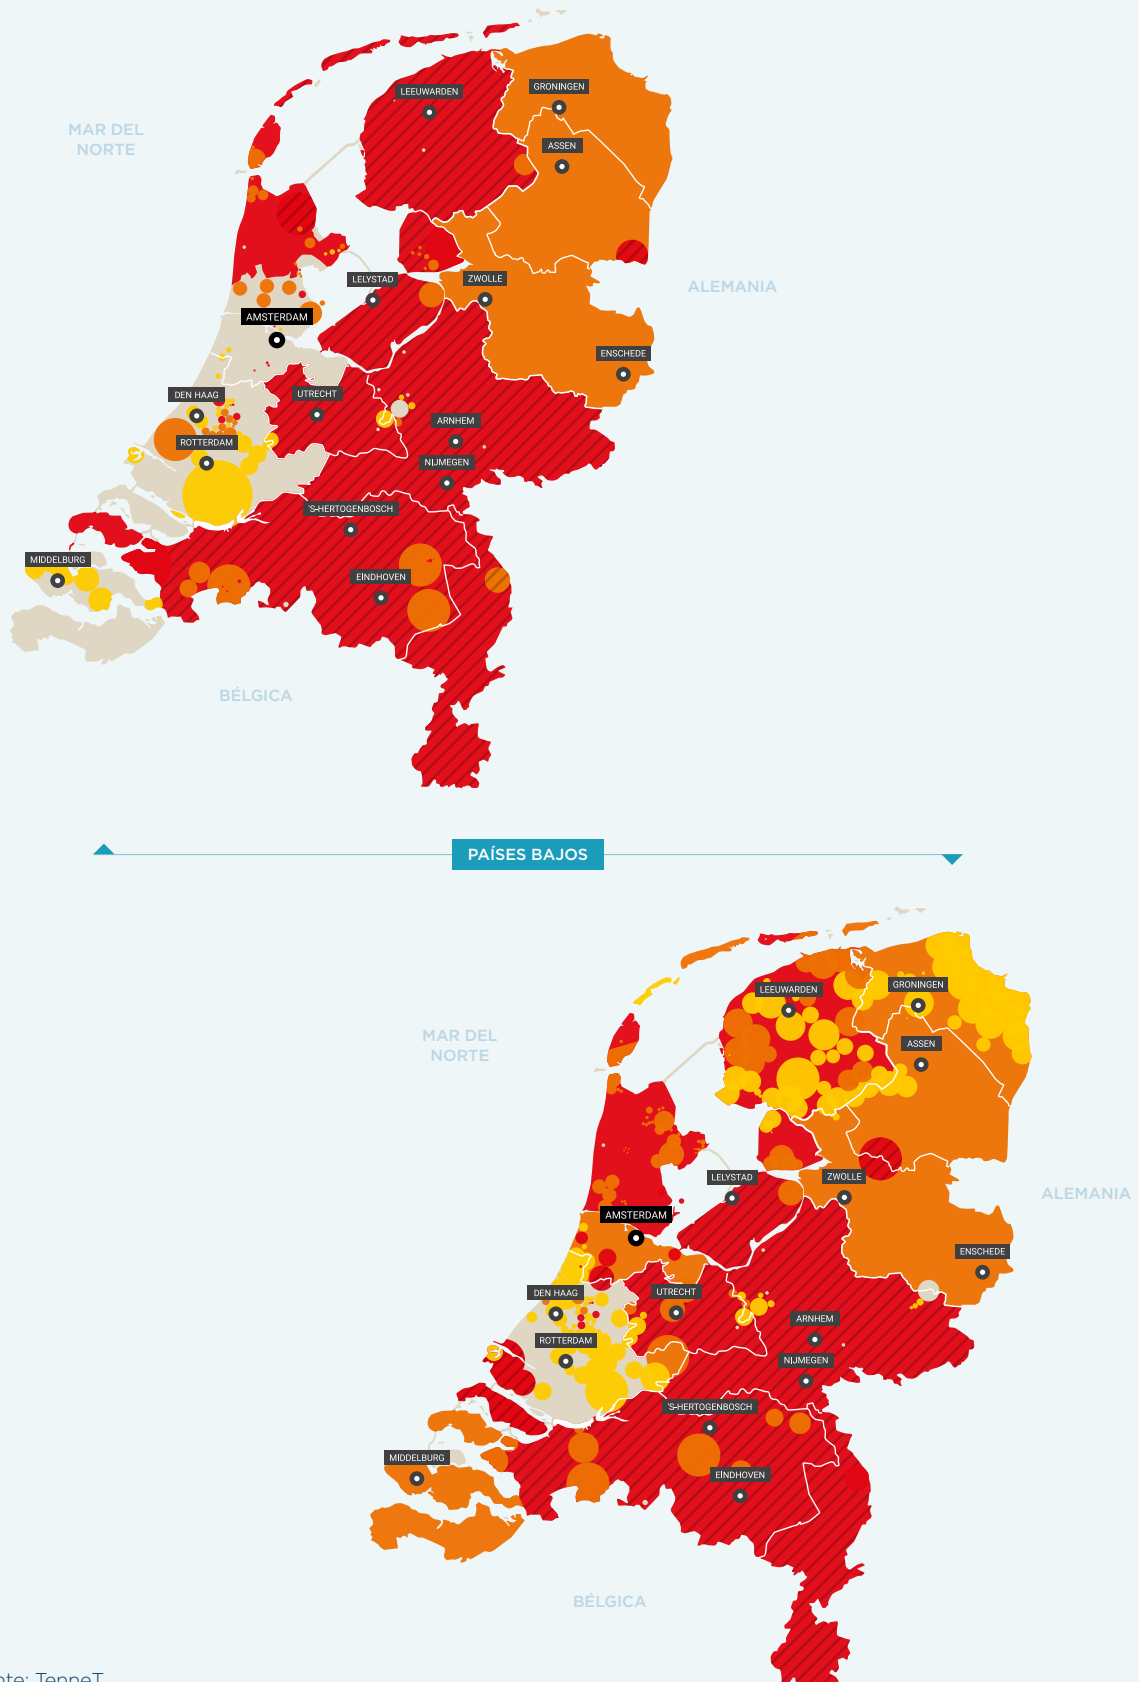 LEEUWARDEN
GRONINGEN
MAR DEL
NORTE
ASSEN
LELYSTAD
ZWOLLE
ALEMANIA
AMSTERDAM
ENSCHEDE
DEN HAAG
UTRECHT
ARNHEM
ROTTERDAM
NIJMEGEN
'S-HERTOGENBOSCH
MIDDELBURG
EINDHOVEN
BÉLGICA
PAÍSES BAJOS
LEEUWARDEN
GRONINGEN
MAR DEL
NORTE
ASSEN
LELYSTAD
ZWOLLE
ALEMANIA
AMSTERDAM
ENSCHEDE
DEN HAAG
UTRECHT
ARNHEM
ROTTERDAM
NIJMEGEN
'S-HERTOGENBOSCH
MIDDELBURG
EINDHOVEN
BÉLGICA
nte: TenneT